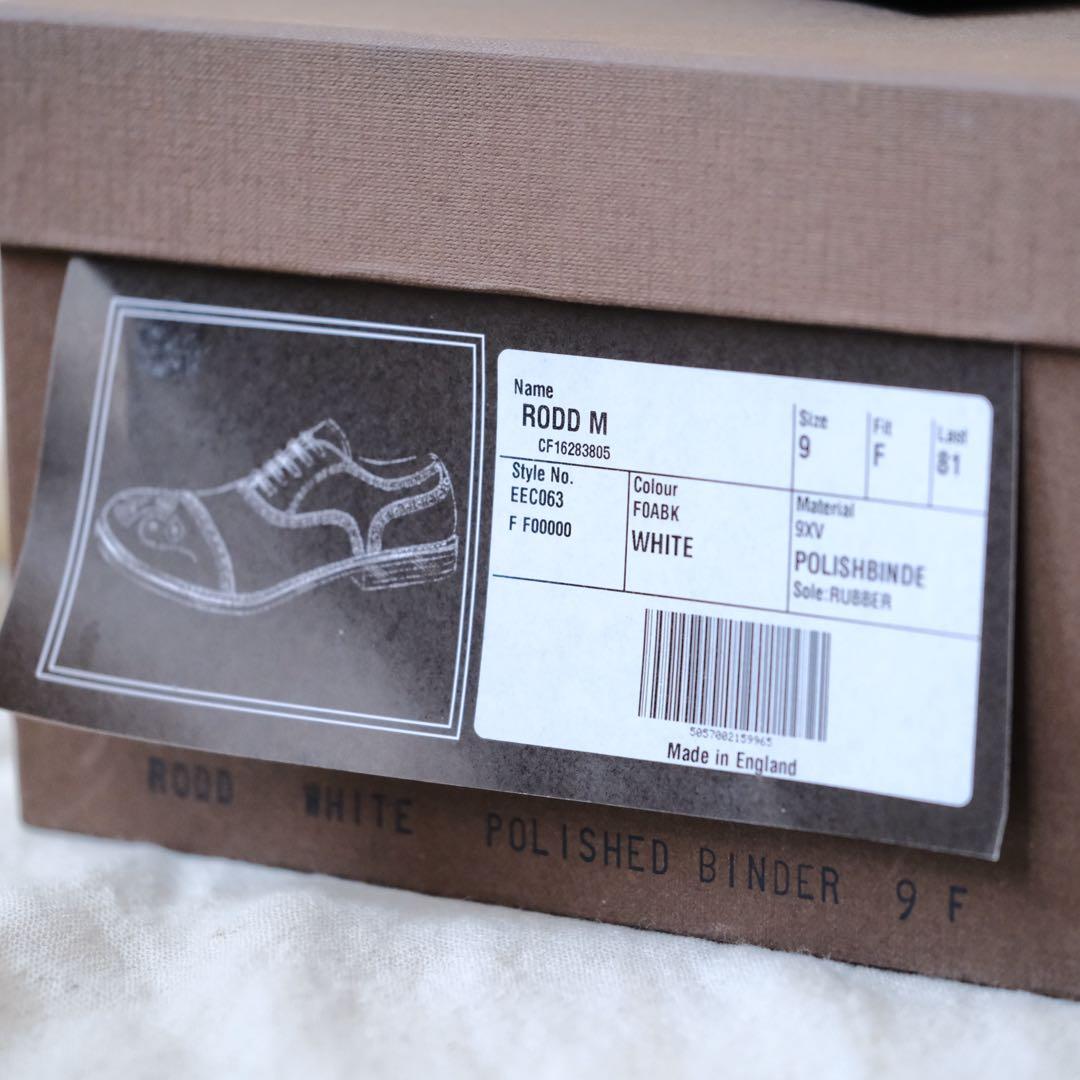 Name
RODD M
CF16283805
Size
9
Fit
F
Last
81
Style No.
EEC063
F F00000
Colour
F0ABK
WHITE
Material
9XV
POLISHBINDE
Sole:RUBBER
5057002159965
Made in England
RODD WHITE POLISHED BINDER 9 F